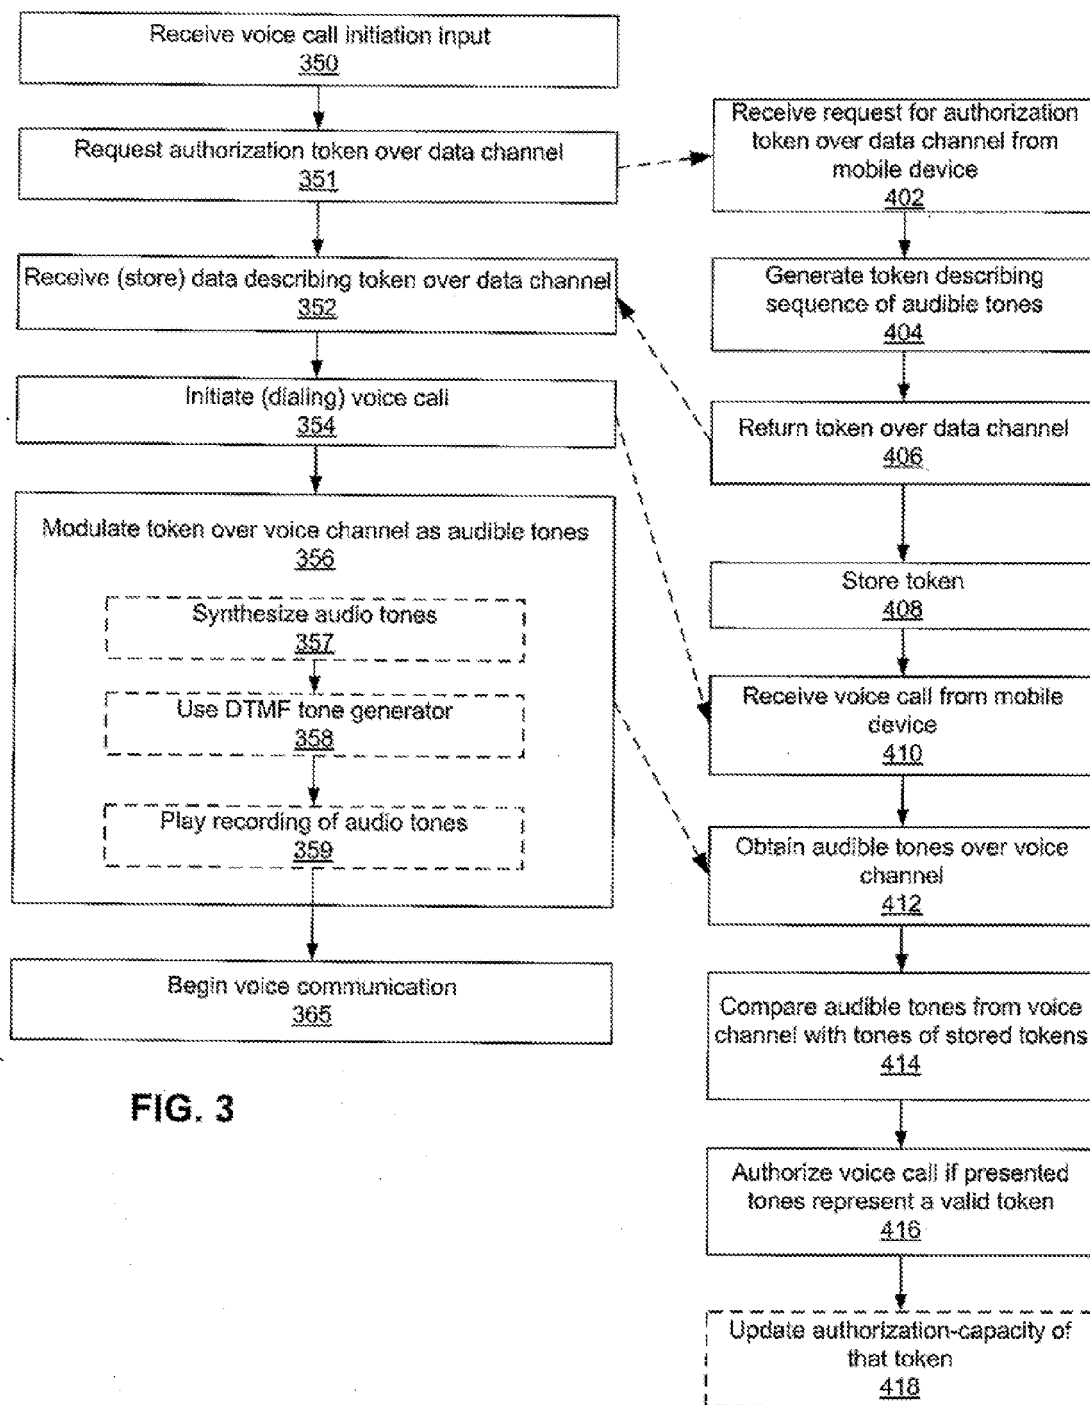 Receive voice call initiation input
350
Request authorization token over data channel
351
Receive (store) data describing token over data channel
352
Initiate (dialing) voice call
354
Modulate token over voice channel as audible tones
356
Synthesize audio tones
357
Use DTMF tone generator
358
Play recording of audio tones
359
Begin voice communication
365
FIG. 3
Receive request for authorization
token over data channel from
mobile device
402
Generate token describing
sequence of audible tones
404
Return token over data channel
406
Store token
408
Receive voice call from mobile
device
410
Obtain audible tones over voice
channel
412
Compare audible tones from voice
channel with tones of stored tokens
414
Authorize voice call if presented
tones represent a valid token
416
Update authorization-capacity of
that token
418